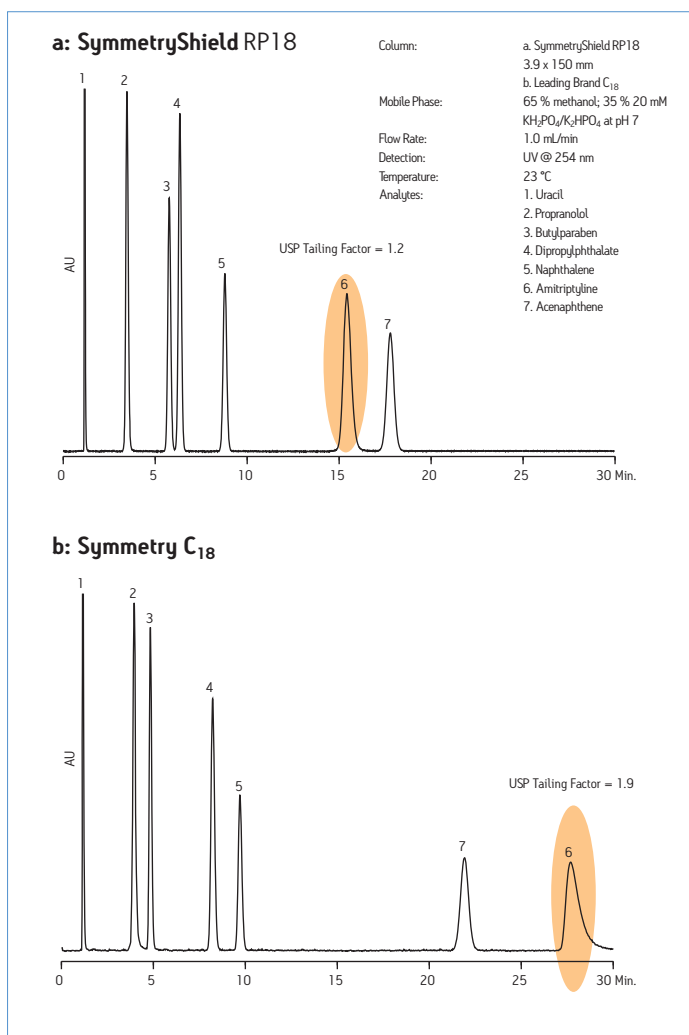 a: SymmetryShield RP18
Column: a. SymmetryShield RP18
3.9 x 150 mm
b. Leading Brand C₁₈
Mobile Phase: 65 % methanol; 35 % 20 mM
KH₂PO₄/K₂HPO₄ at pH 7
Flow Rate: 1.0 mL/min
Detection: UV @ 254 nm
Temperature: 23 °C
Analytes: 1. Uracil
2. Propranolol
3. Butylparaben
4. Dipropylphthalate
5. Naphthalene
6. Amitriptyline
7. Acenaphthene
1
2
4
3
AU
USP Tailing Factor = 1.2
5
6
7
0 5 10 15 20 25 30 Min.
b: Symmetry C₁₈
1
2
3
4
AU
USP Tailing Factor = 1.9
5
7
6
0 5 10 15 20 25 30 Min.